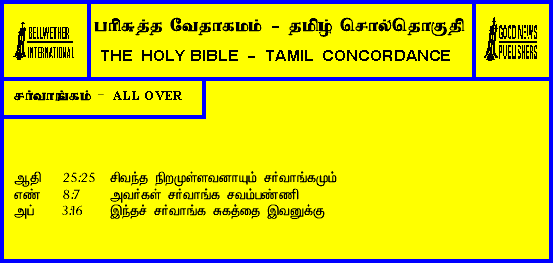 BELLWETHER
INTERNATIONAL
பரிசுத்த வேதாகமம் - தமிழ் சொல்தொகுதி
THE HOLY BIBLE - TAMIL CONCORDANCE
GOOD NEWS
PUBLISHERS
சர்வாங்கம் - ALL OVER
ஆதி 25:25 சிவந்த நிறமுள்ளவனாயும் சர்வாங்கமும்
எண் 8:7 அவர்கள் சர்வாங்க சவம்பண்ணி
அப் 3:16 இந்தச் சர்வாங்க சுகத்தை இவனுக்கு